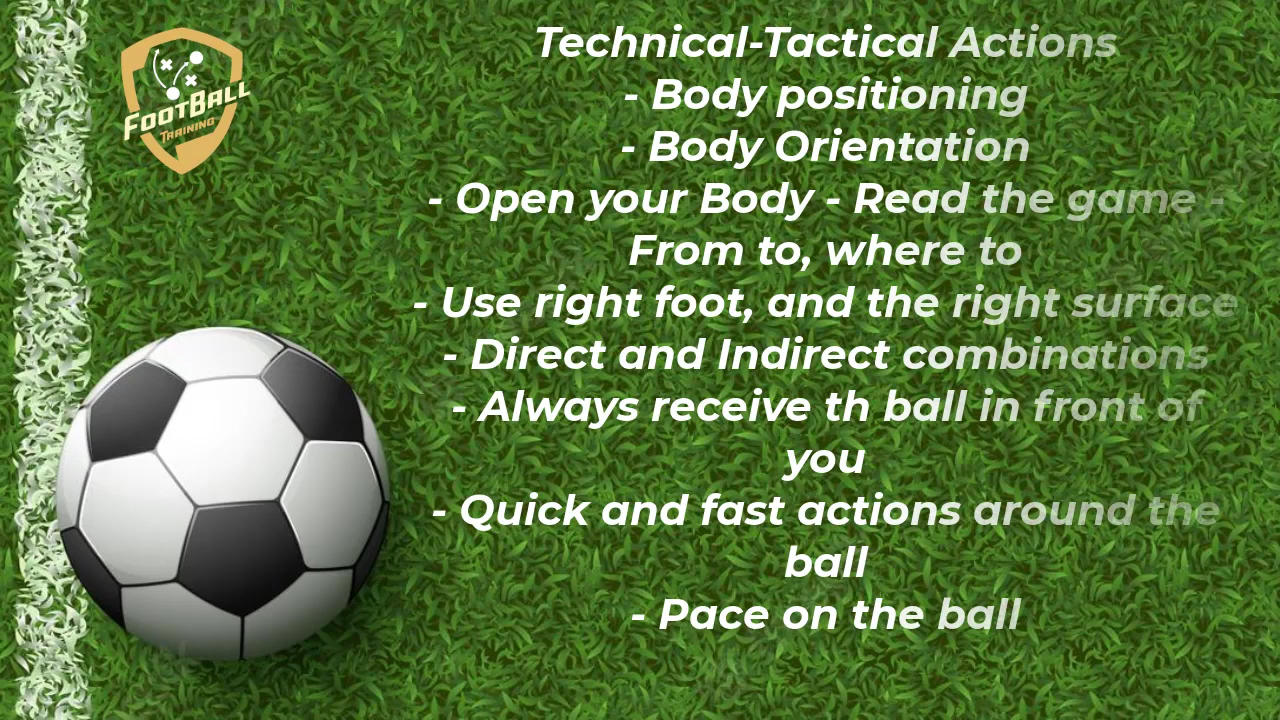 FootBall
Training
Technical-Tactical Actions
- Body positioning
- Body Orientation
- Open your Body - Read the game -
From to, where to
- Use right foot, and the right surface
- Direct and Indirect combinations
- Always receive th ball in front of
you
- Quick and fast actions around the
ball
- Pace on the ball